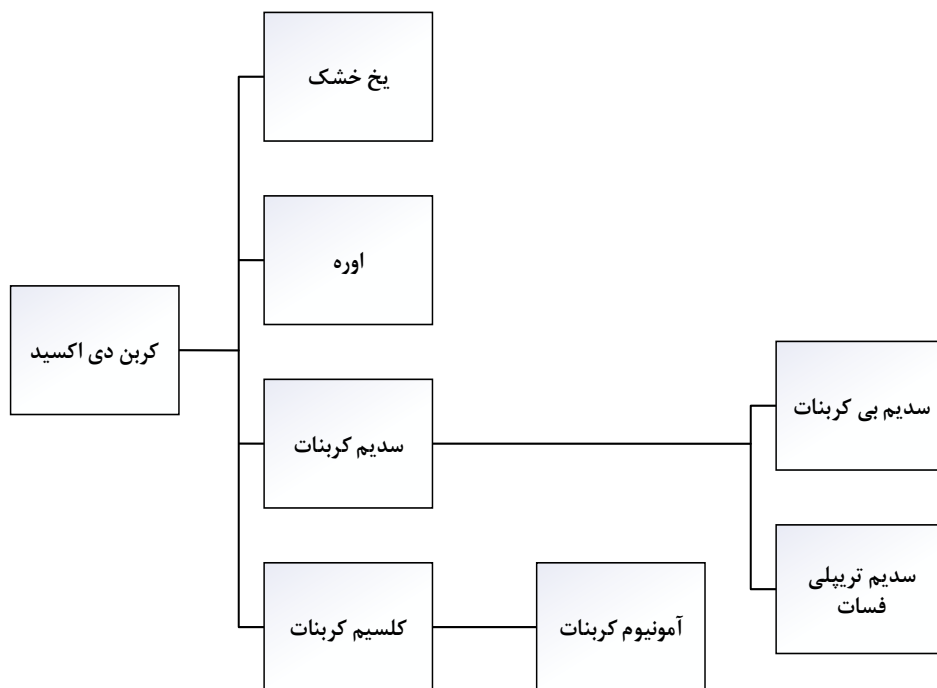 یخ خشک
اوره
کربن دی اکسید
سدیم کربنات
سدیم بی کربنات
سدیم تریپلی
فسات
کلسیم کربنات
آمونیوم کربنات